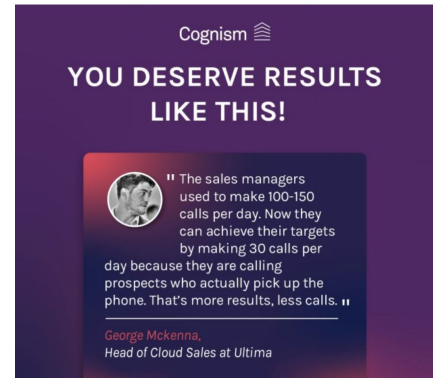 Cognism
YOU DESERVE RESULTS
LIKE THIS!
" The sales managers
used to make 100-150
calls per day. Now they
can achieve their targets
by making 30 calls per
day because they are calling
prospects who actually pick up the
phone. That's more results, less calls. "
George Mckenna,
Head of Cloud Sales at Ultima